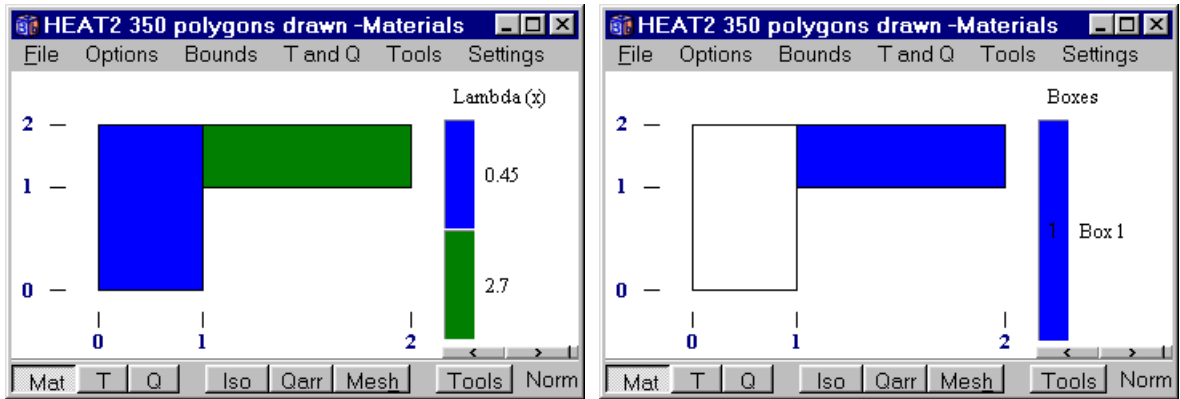 HEAT2 350 polygons drawn -Materials
File Options Bounds T and Q Tools Settings
Lambda (x)
2
1
0
0.45
2.7
0 1 2
Mat T Q Iso Qarr Mesh Tools Norm
HEAT2 350 polygons drawn -Materials
File Options Bounds T and Q Tools Settings
Boxes
2
1
0
1 Box 1
0 1 2
Mat T Q Iso Qarr Mesh Tools Norm